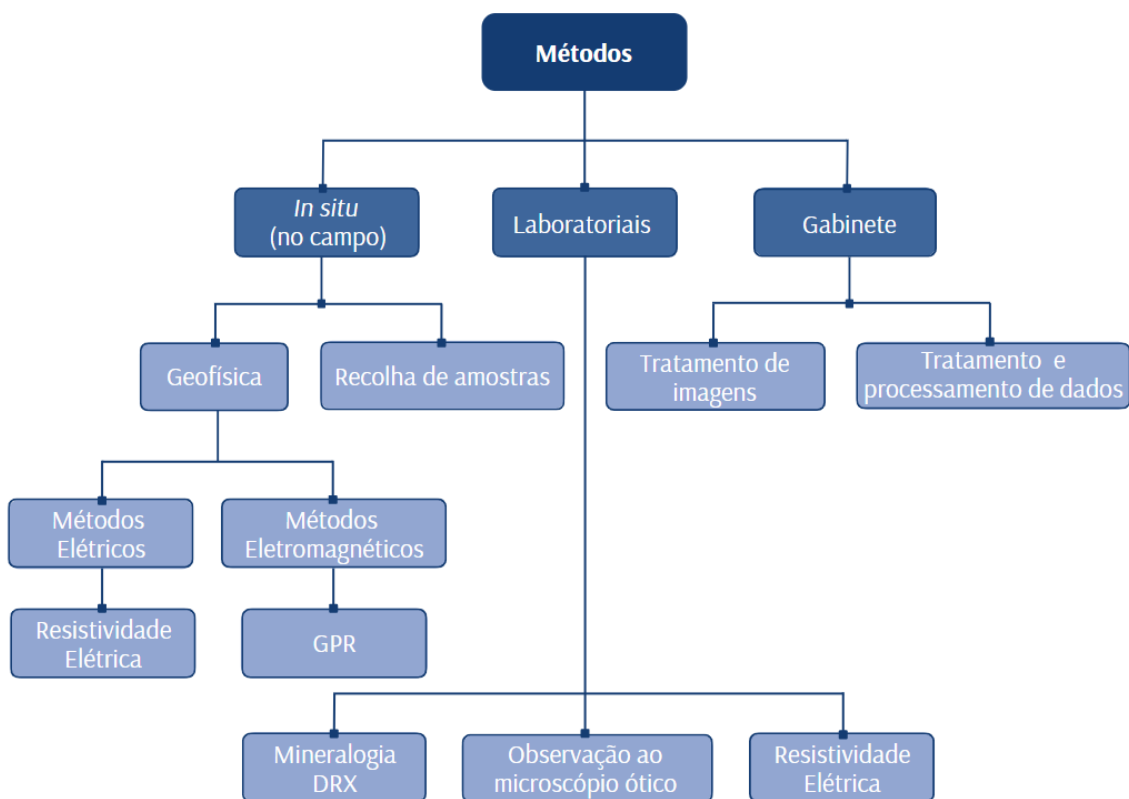 Métodos
In situ
(no campo)
Laboratoriais
Gabinete
Geofísica
Recolha de amostras
Tratamento de
imagens
Tratamento e
processamento de dados
Métodos
Elétricos
Métodos
Eletromagnéticos
Resistividade
Elétrica
GPR
Mineralogia
DRX
Observação ao
microscópio ótico
Resistividade
Elétrica